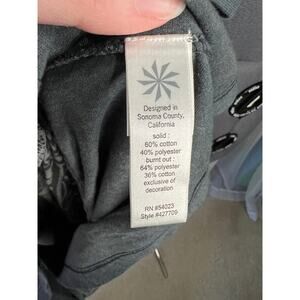 Designed in
Sonoma County,
California
solid :
60% cotton
40% polyester
burnt out :
64% polyester
36% cotton
exclusive of
decoration
RN #54023
Style #427709